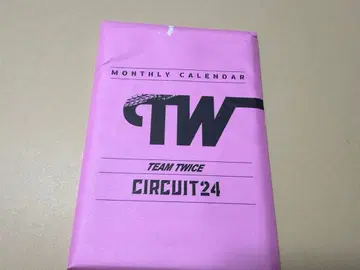 MONTHLY CALENDAR
TW
TEAM TWICE
CIRCUIT24